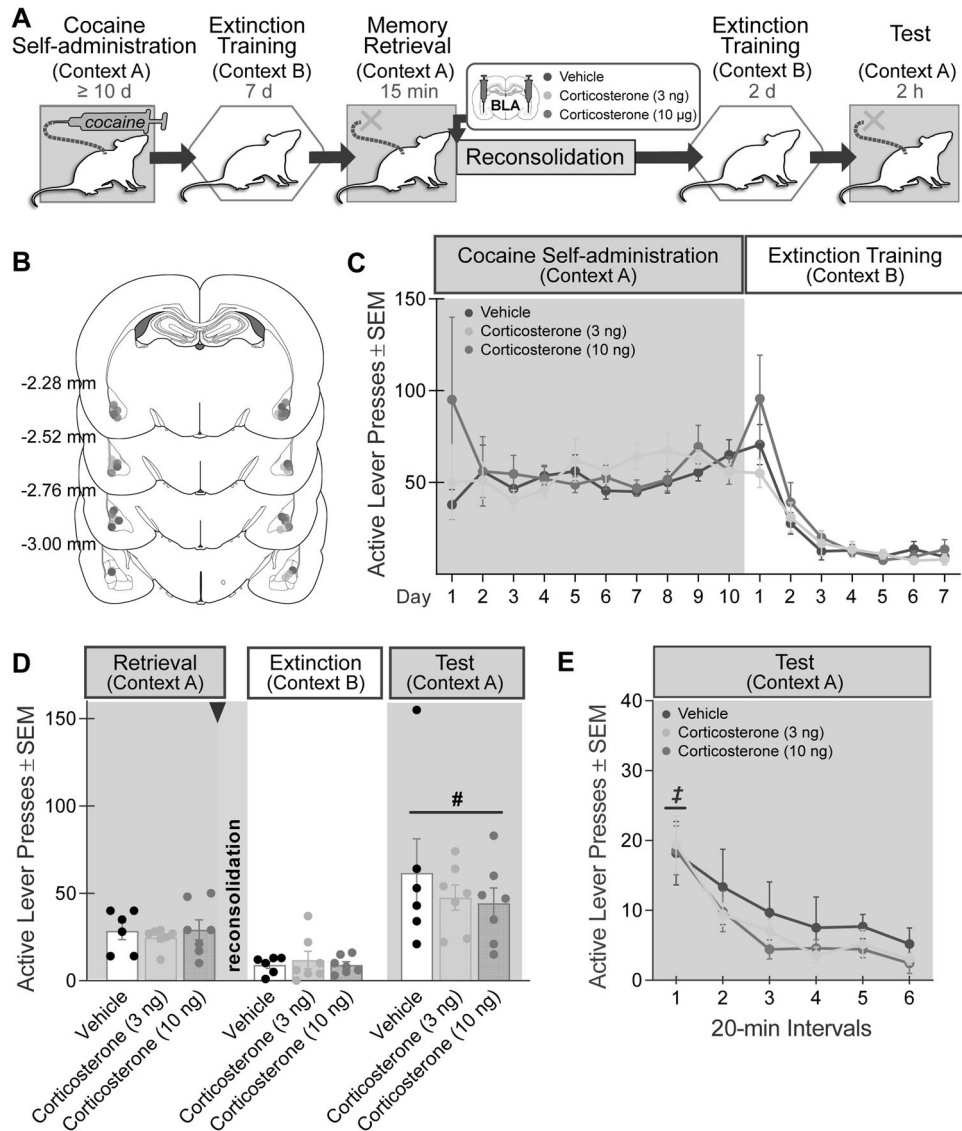 A
Cocaine
Self-administration
(Context A)
≥ 10 d
cocaine
Extinction
Training
(Context B)
7 d
Memory
Retrieval
(Context A)
15 min
BLA
Vehicle
Corticosterone (3 ng)
Corticosterone (10 µg)
Reconsolidation
Extinction
Training
(Context B)
2 d
Test
(Context A)
2 h
B
-2.28 mm
-2.52 mm
-2.76 mm
-3.00 mm
C
Cocaine Self-administration
(Context A)
Extinction Training
(Context B)
Active Lever Presses ± SEM
150
100
50
Vehicle
Corticosterone (3 ng)
Corticosterone (10 ng)
Day 1 2 3 4 5 6 7 8 9 10 1 2 3 4 5 6 7
D
Retrieval
(Context A)
Extinction
(Context B)
Test
(Context A)
Active Lever Presses ± SEM
150
100
50
0
reconsolidation
#
Vehicle
Corticosterone (3 ng)
Corticosterone (10 ng)
Vehicle
Corticosterone (3 ng)
Corticosterone (10 ng)
Vehicle
Corticosterone (3 ng)
Corticosterone (10 ng)
E
Test
(Context A)
Active Lever Presses ± SEM
40
30
20
10
0
Vehicle
Corticosterone (3 ng)
Corticosterone (10 ng)
‡
1 2 3 4 5 6
20-min Intervals